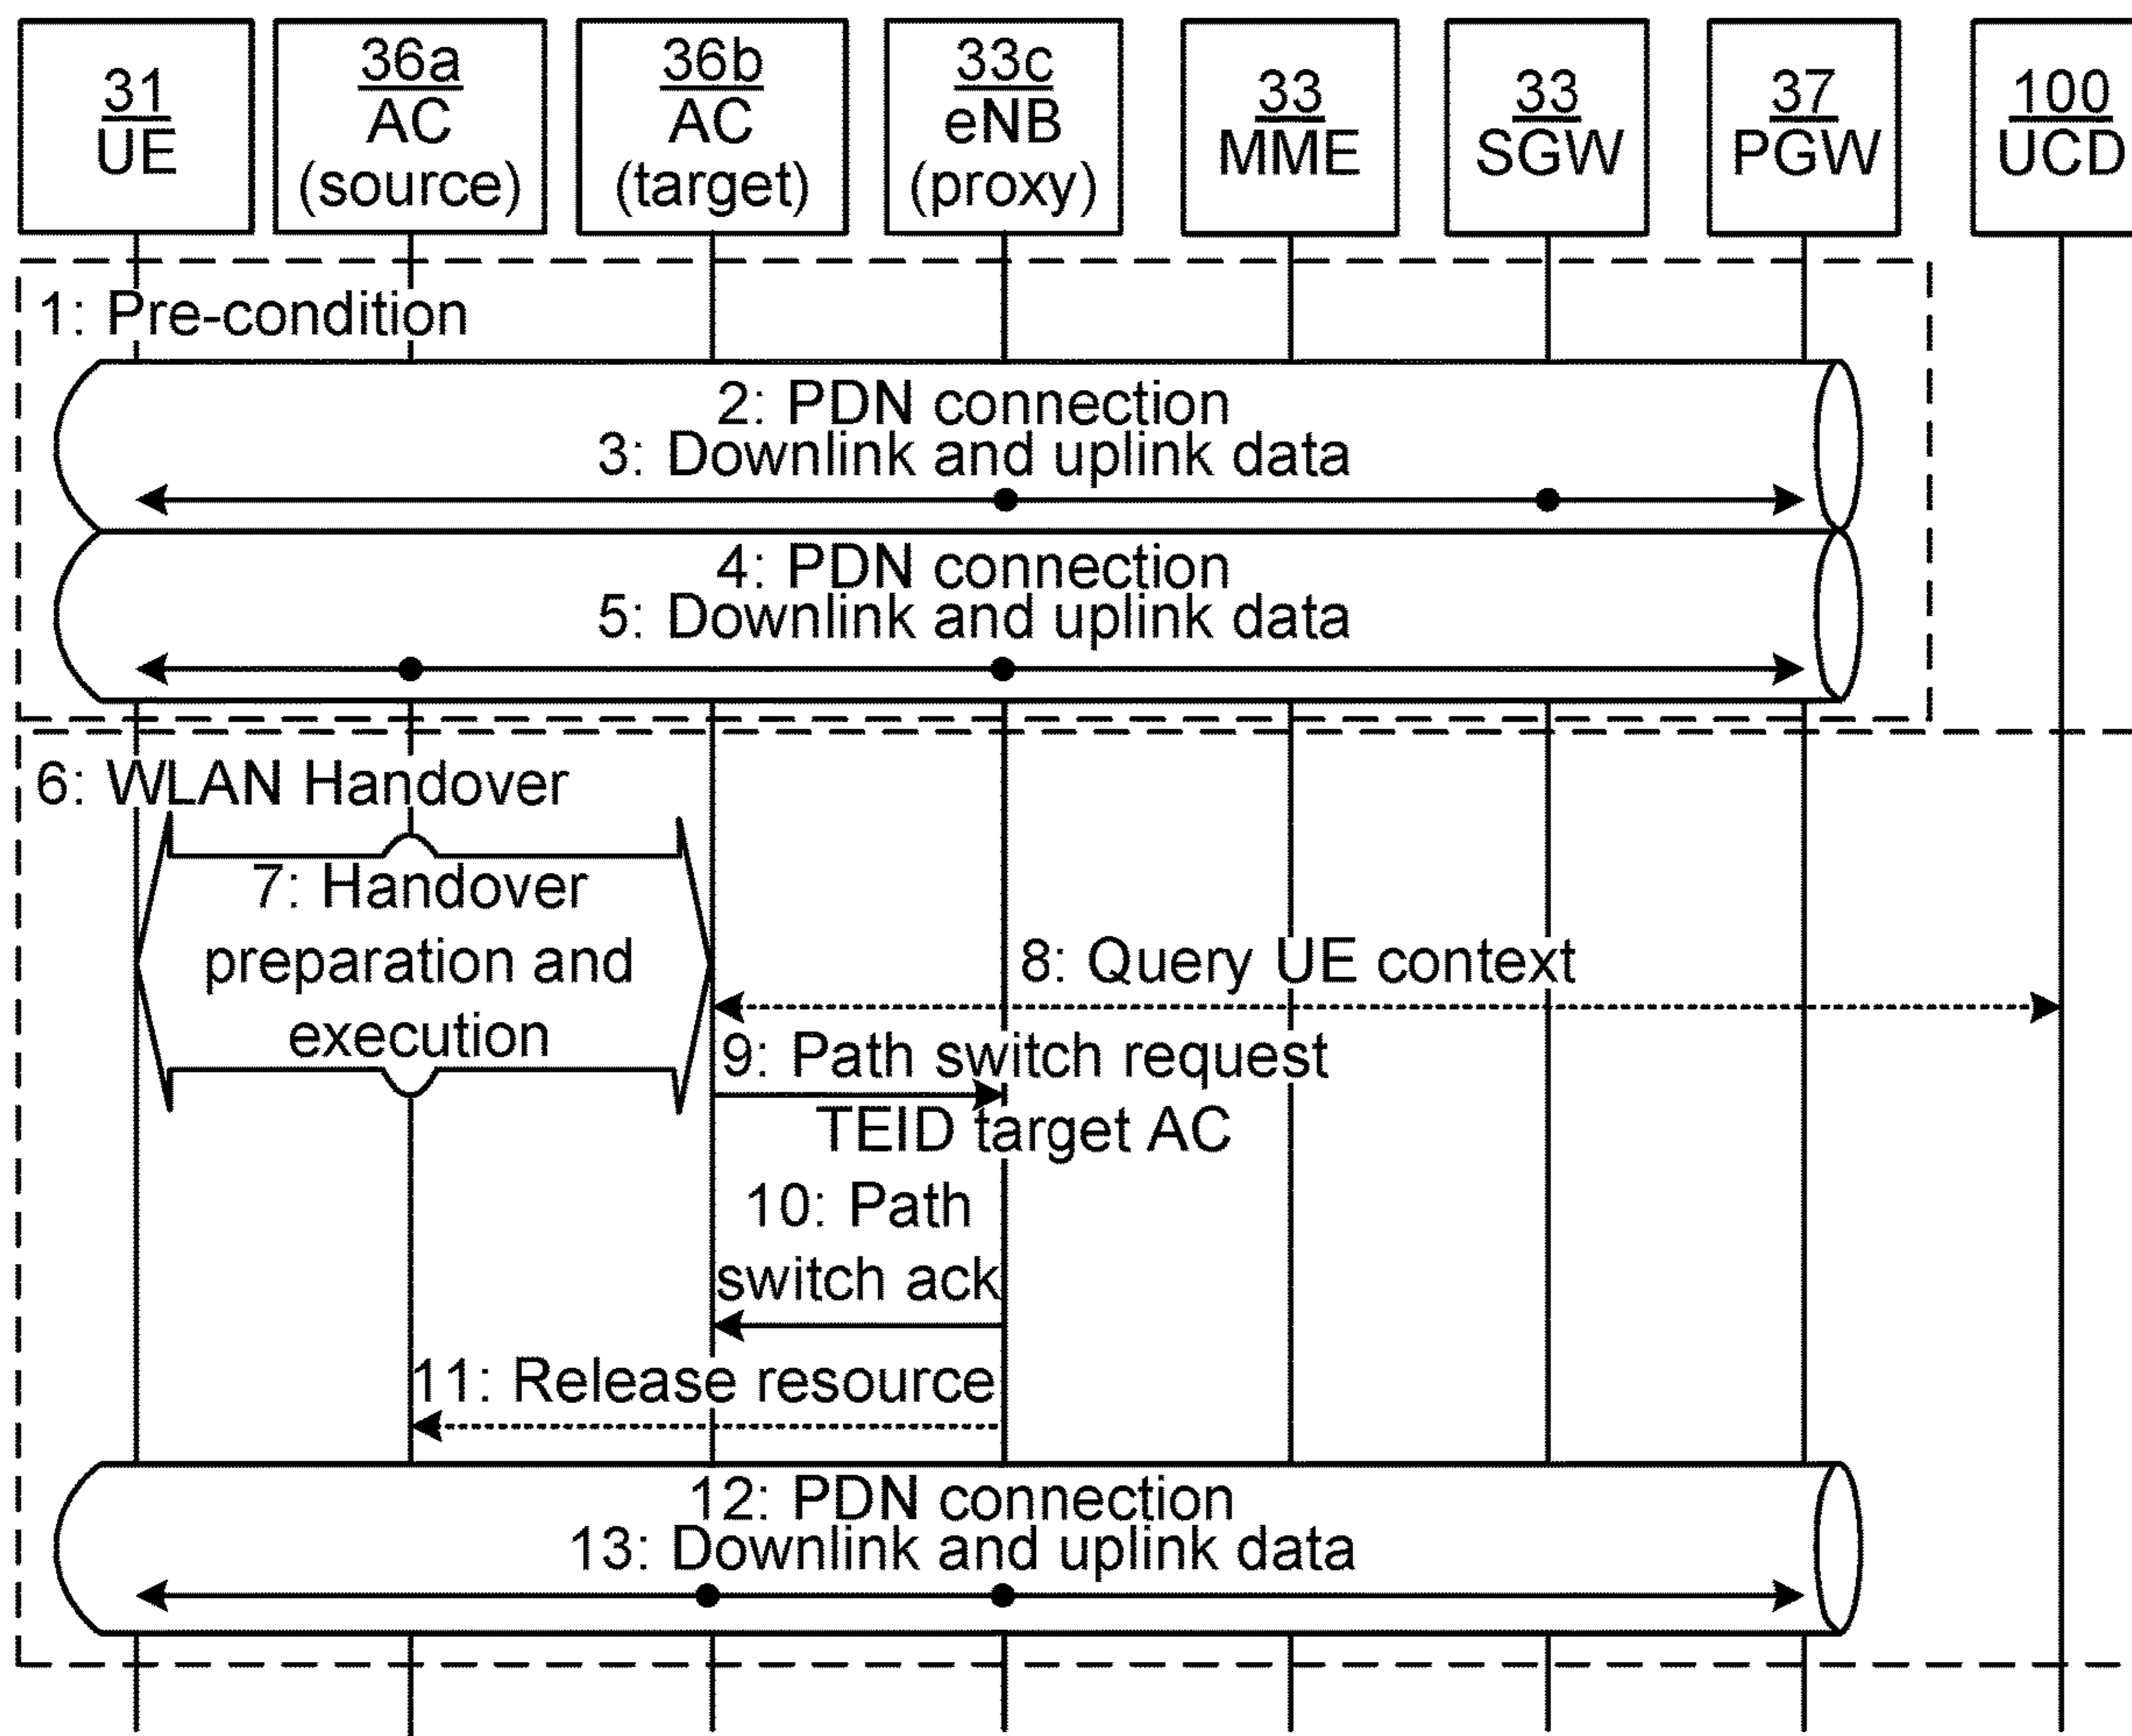 31
UE
36a
AC
(source)
36b
AC
(target)
33c
eNB
(proxy)
33
MME
33
SGW
37
PGW
100
UCD
1: Pre-condition
2: PDN connection
3: Downlink and uplink data
4: PDN connection
5: Downlink and uplink data
6: WLAN Handover
7: Handover
preparation and
execution
8: Query UE context
9: Path switch request
TEID target AC
10: Path
switch ack
11: Release resource
12: PDN connection
13: Downlink and uplink data